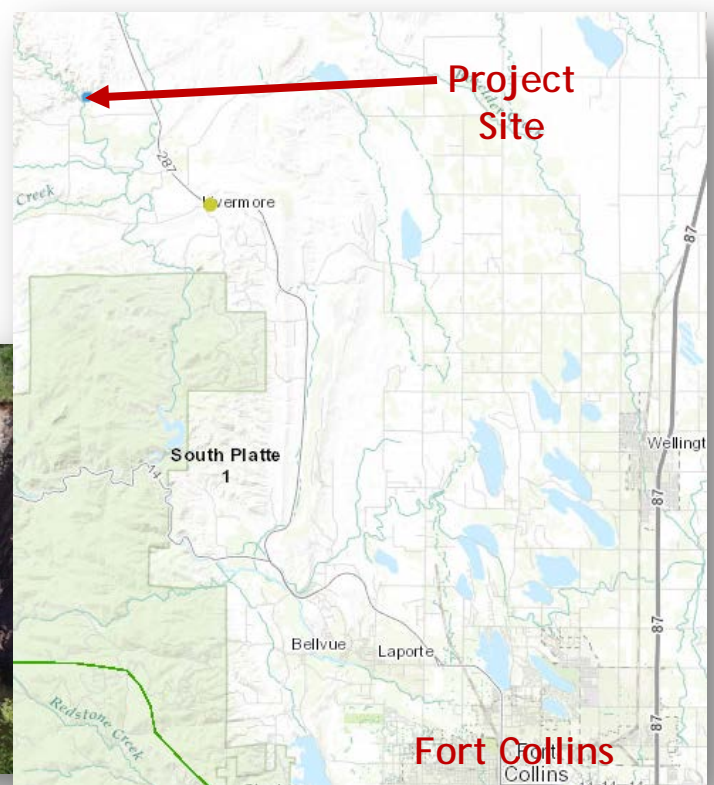 Project
Site
287
Livermore
Creek
87
Wellingt
South Platte
1
14
87
87
Bellvue
Laporte
Redstone Creek
87
Fort Collins
Fort
Collins